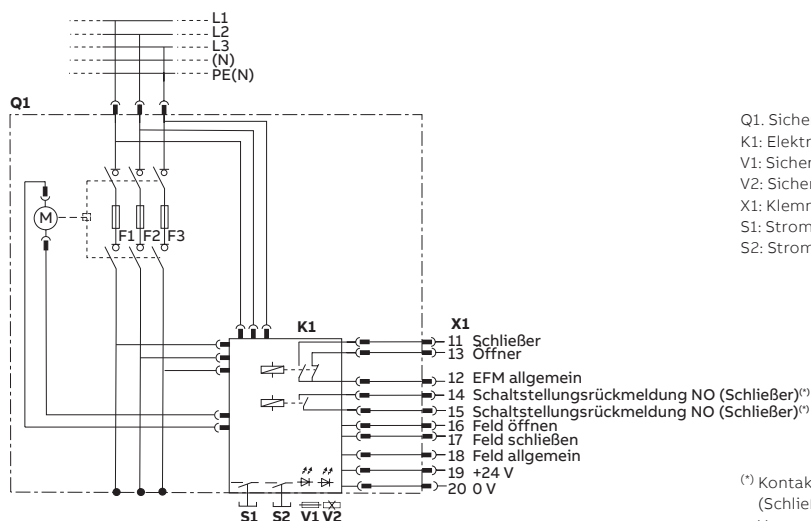 L1
L2
L3
(N)
PE(N)
Q1
M
F1 F2 F3
K1
X1
11 Schließer
13 Öffner
12 EFM allgemein
14 Schaltstellungsrückmeldung NO (Schließer)(*)
15 Schaltstellungsrückmeldung NO (Schließer)(*)
16 Feld öffnen
17 Feld schließen
18 Feld allgemein
19 +24 V
20 0 V
S1 S2 V1 V2
Q1. Siche
K1: Elektr
V1: Sicher
V2: Sicher
X1: Klemm
S1: Strom
S2: Strom
(*) Kontak
(Schließ